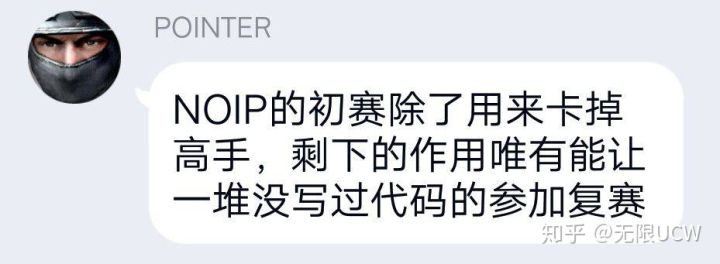 POINTER
NOIP的初赛除了用来卡掉
高手，剩下的作用唯有能让
一堆没写过代码的参加复赛
知乎 @无限UCW